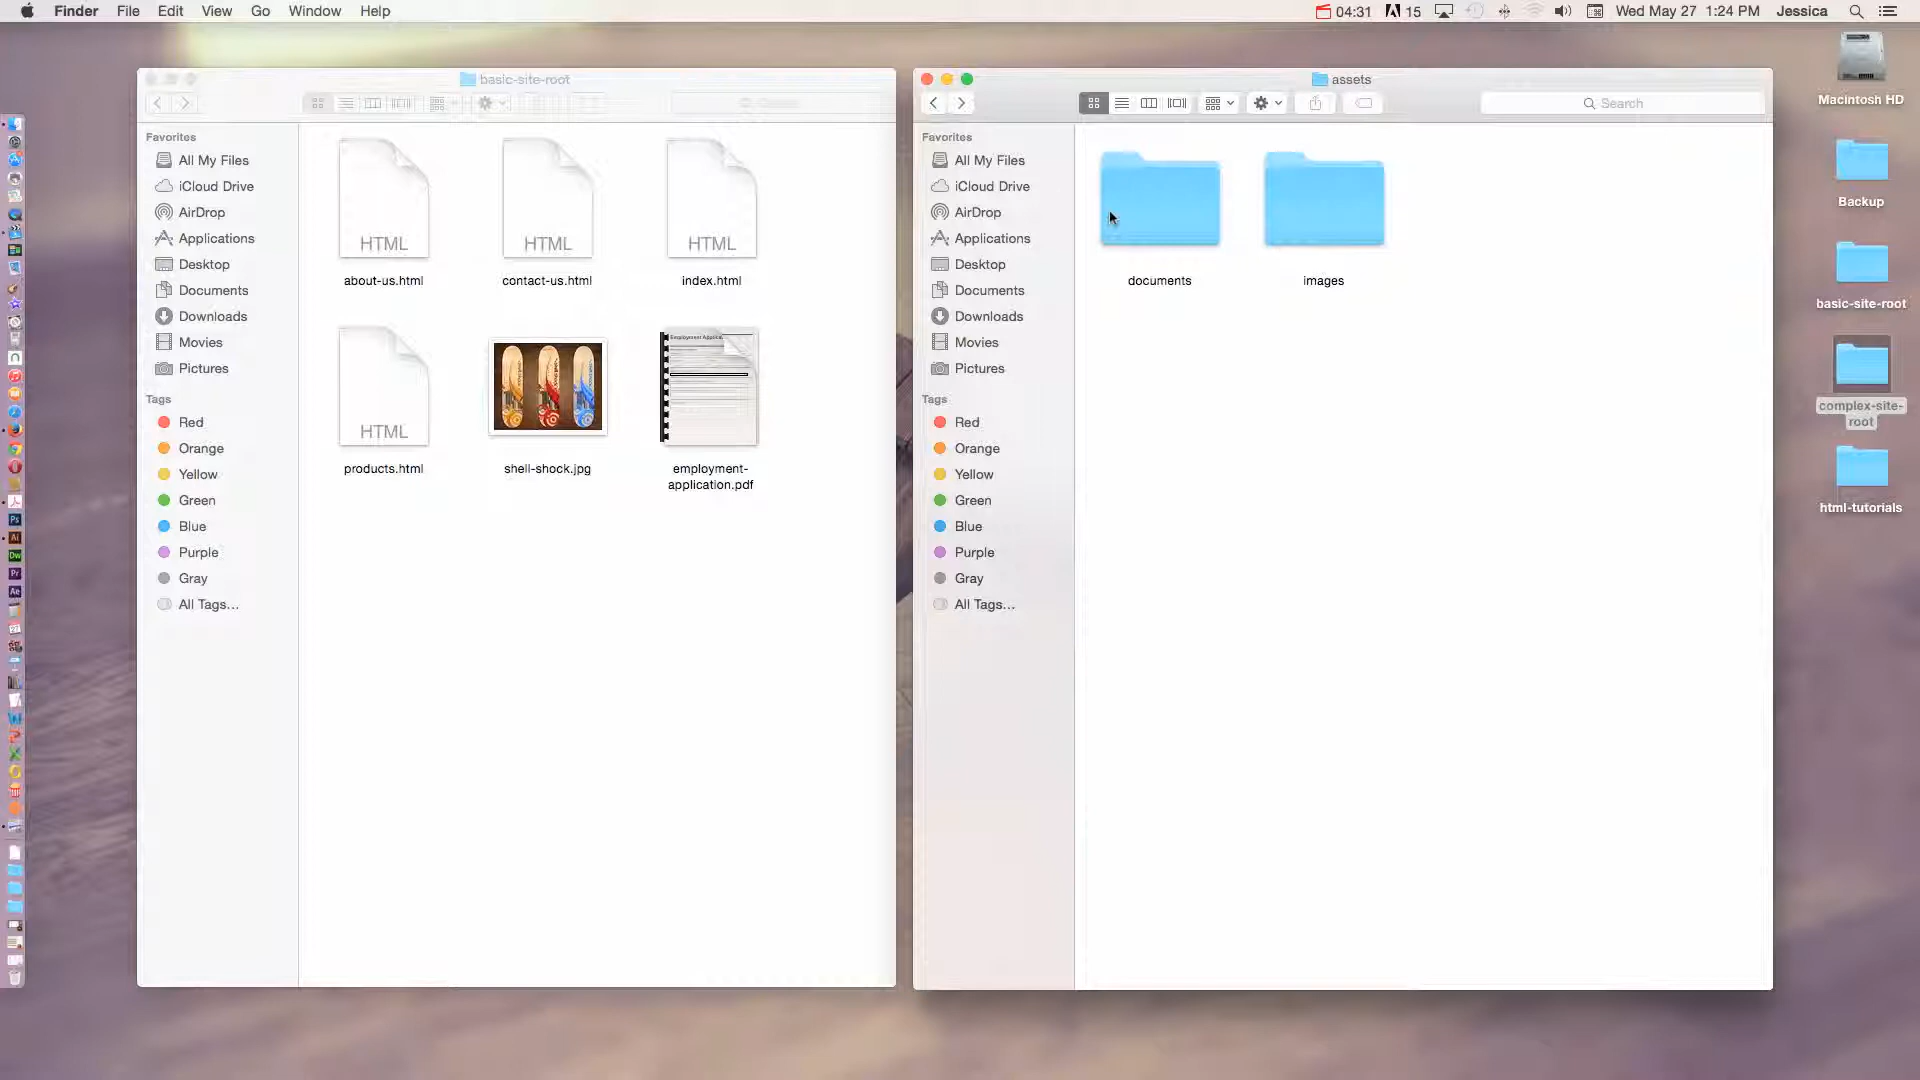 Finder File Edit View Go Window Help
04:31 15 Wed May 27 1:24 PM Jessica
basic-site-root
Favorites
All My Files
iCloud Drive
AirDrop
Applications
Desktop
Documents
Downloads
Movies
Pictures
Tags
Red
Orange
Yellow
Green
Blue
Purple
Gray
All Tags...
HTML
about-us.html
HTML
contact-us.html
HTML
index.html
HTML
products.html
shell-shock.jpg
employment-
application.pdf
assets
Search
Favorites
All My Files
iCloud Drive
AirDrop
Applications
Desktop
Documents
Downloads
Movies
Pictures
Tags
Red
Orange
Yellow
Green
Blue
Purple
Gray
All Tags...
documents
images
Macintosh HD
Backup
basic-site-root
complex-site-
root
html-tutorials
Ps
Ai
Dw
Pr
Ae